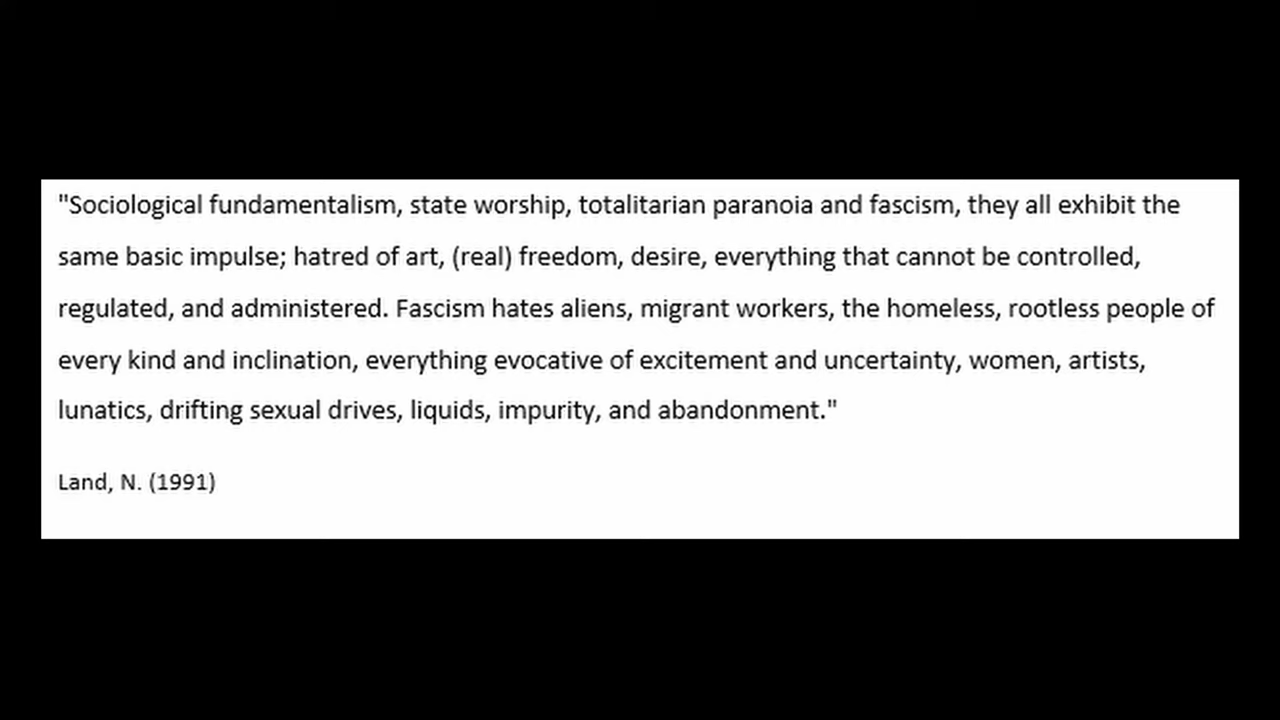 "Sociological fundamentalism, state worship, totalitarian paranoia and fascism, they all exhibit the
same basic impulse; hatred of art, (real) freedom, desire, everything that cannot be controlled,
regulated, and administered. Fascism hates aliens, migrant workers, the homeless, rootless people of
every kind and inclination, everything evocative of excitement and uncertainty, women, artists,
lunatics, drifting sexual drives, liquids, impurity, and abandonment."
Land, N. (1991)